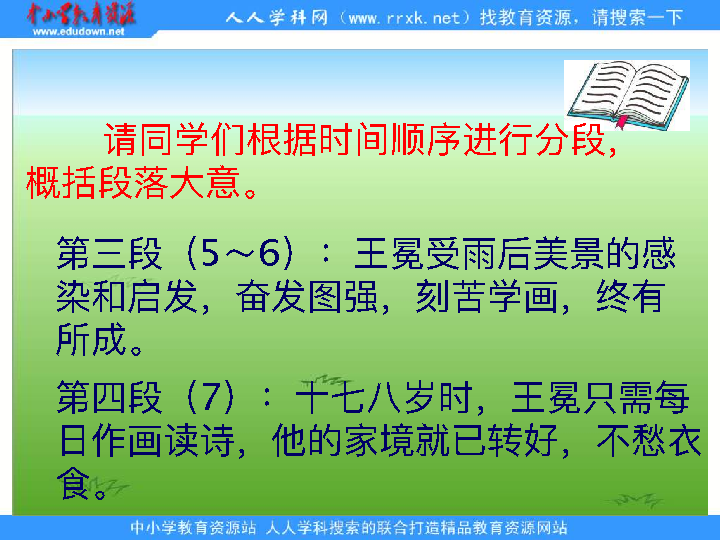 中小学教育资源
www.edudown.net
人人学科网（www.rrxk.net）找教育资源，请搜索一下
请同学们根据时间顺序进行分段，
概括段落大意。
第三段（5～6）：王冕受雨后美景的感
染和启发，奋发图强，刻苦学画，终有
所成。
第四段（7）：十七八岁时，王冕只需每
日作画读诗，他的家境就已转好，不愁衣
食。
中小学教育资源站 人人学科搜索的联合打造精品教育资源网站